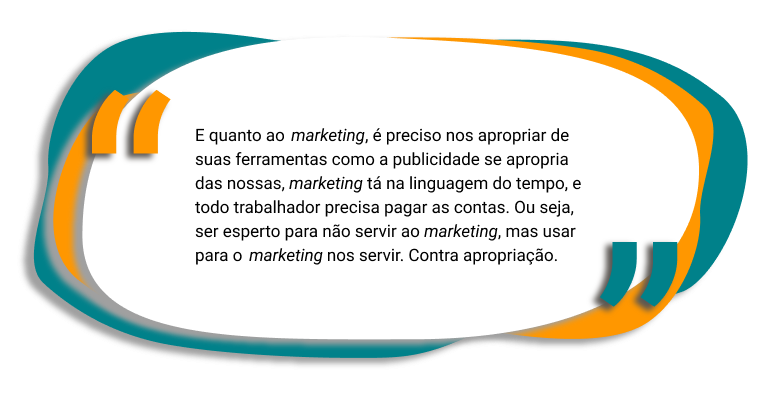 E quanto ao marketing, é preciso nos apropriar de
suas ferramentas como a publicidade se apropria
das nossas, marketing tá na linguagem do tempo, e
todo trabalhador precisa pagar as contas. Ou seja,
ser esperto para não servir ao marketing, mas usar
para o marketing nos servir. Contra apropriação.